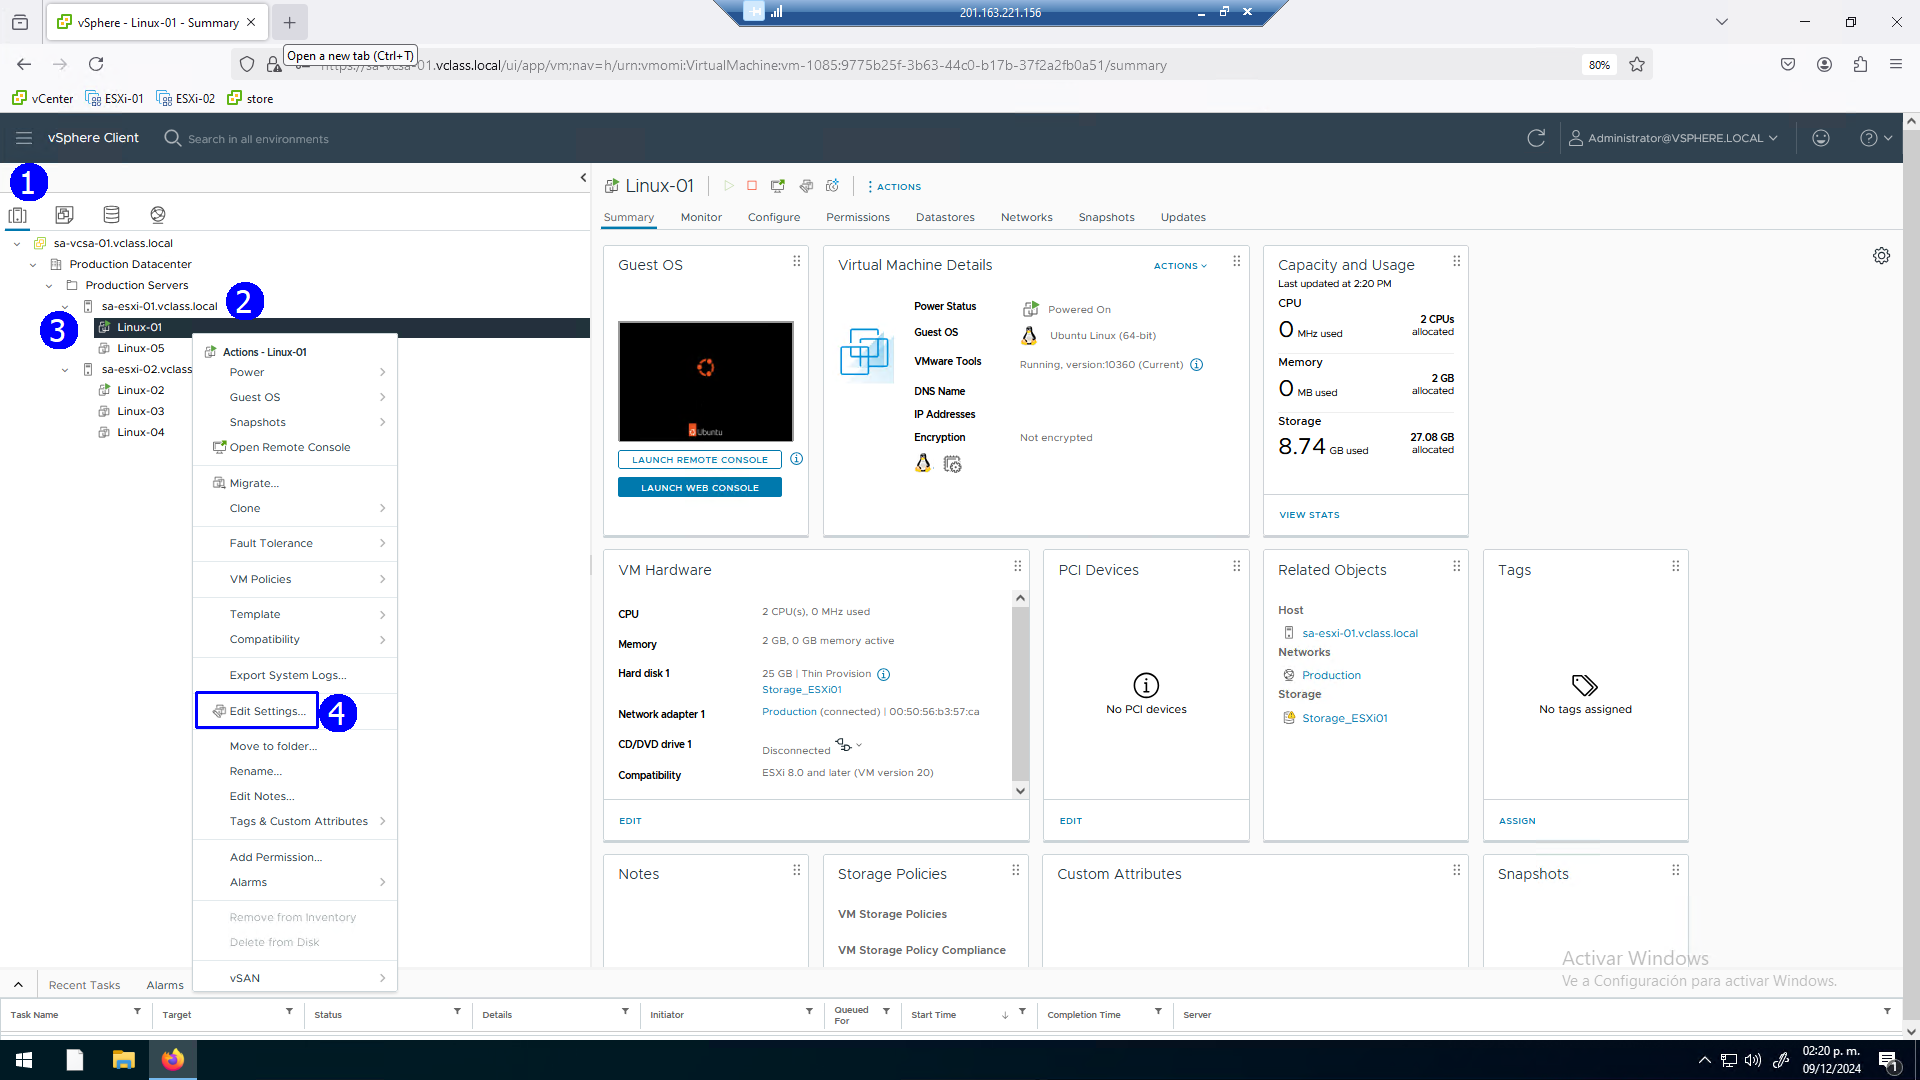 vSphere - Linux-01 - Summary
201.163.221.156
Open a new tab (Ctrl+T)
https://sa-vcsa-01.vclass.local/ui/app/vm;nav=h/urn:vmomi:VirtualMachine:vm-1085:9775b25f-3b63-44c0-b17b-37f2a2fb0a51/summary
80%
vCenter
ESXi-01
ESXi-02
store
vSphere Client
Search in all environments
Administrator@VSPHERE.LOCAL
1
sa-vcsa-01.vclass.local
Production Datacenter
Production Servers
sa-esxi-01.vclass.local
2
3
Linux-01
Linux-05
sa-esxi-02.vclass
Linux-02
Linux-03
Linux-04
Actions - Linux-01
Power
Guest OS
Snapshots
Open Remote Console
Migrate...
Clone
Fault Tolerance
VM Policies
Template
Compatibility
Export System Logs...
Edit Settings...
4
Move to folder...
Rename...
Edit Notes...
Tags & Custom Attributes
Add Permission...
Alarms
Remove from Inventory
Delete from Disk
vSAN
Linux-01
ACTIONS
Summary
Monitor
Configure
Permissions
Datastores
Networks
Snapshots
Updates
Guest OS
Ubuntu
LAUNCH REMOTE CONSOLE
LAUNCH WEB CONSOLE
Virtual Machine Details
ACTIONS
Power Status
Powered On
Guest OS
Ubuntu Linux (64-bit)
VMware Tools
Running, version:10360 (Current)
DNS Name
IP Addresses
Encryption
Not encrypted
Capacity and Usage
Last updated at 2:20 PM
CPU
0 MHz used
2 CPUs
allocated
Memory
0 MB used
2 GB
allocated
Storage
8.74 GB used
27.08 GB
allocated
VIEW STATS
VM Hardware
CPU
2 CPU(s), 0 MHz used
Memory
2 GB, 0 GB memory active
Hard disk 1
25 GB | Thin Provision
Storage_ESXi01
Network adapter 1
Production (connected) | 00:50:56:b3:57:ca
CD/DVD drive 1
Disconnected
Compatibility
ESXi 8.0 and later (VM version 20)
EDIT
PCI Devices
No PCI devices
EDIT
Related Objects
Host
sa-esxi-01.vclass.local
Networks
Production
Storage
Storage_ESXi01
Tags
No tags assigned
ASSIGN
Notes
Storage Policies
VM Storage Policies
VM Storage Policy Compliance
Custom Attributes
Snapshots
Activar Windows
Ve a Configuración para activar Windows.
Recent Tasks
Alarms
Task Name
Target
Status
Details
Initiator
Queued For
Start Time
Completion Time
Server
02:20 p. m.
09/12/2024
1